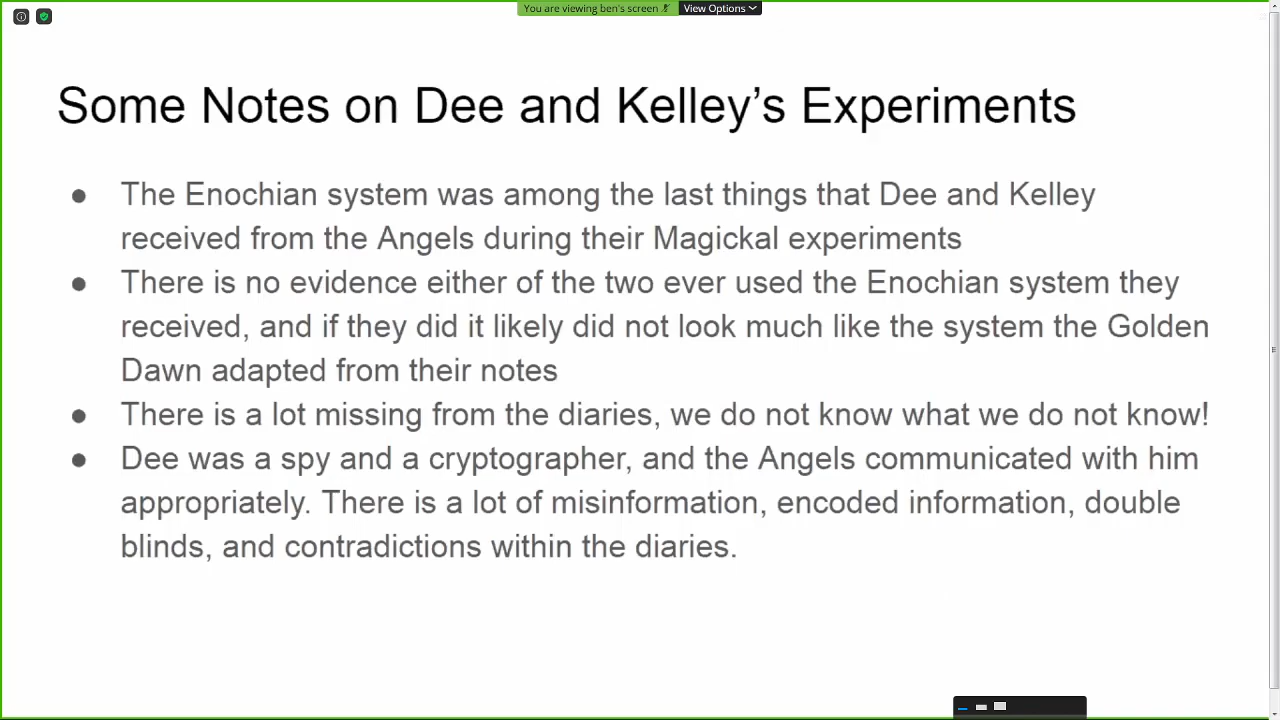 You are viewing ben's screen
View Options
Some Notes on Dee and Kelley's Experiments
● The Enochian system was among the last things that Dee and Kelley
received from the Angels during their Magickal experiments
● There is no evidence either of the two ever used the Enochian system they
received, and if they did it likely did not look much like the system the Golden
Dawn adapted from their notes
● There is a lot missing from the diaries, we do not know what we do not know!
● Dee was a spy and a cryptographer, and the Angels communicated with him
appropriately. There is a lot of misinformation, encoded information, double
blinds, and contradictions within the diaries.